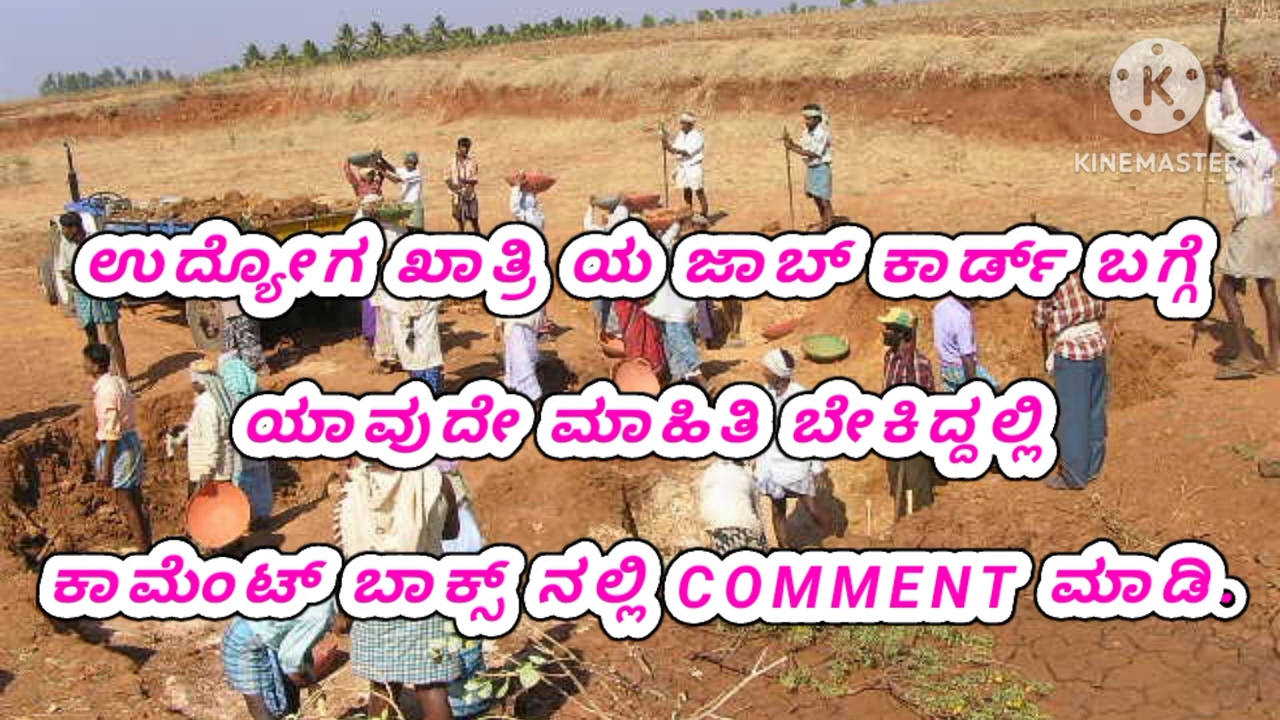 K
KINEMASTER
ಉದ್ಯೋಗ ಖಾತ್ರಿ ಯ ಜಾಬ್ ಕಾರ್ಡ್ ಬಗ್ಗೆ
ಯಾವುದೇ ಮಾಹಿತಿ ಬೇಕಿದ್ದಲ್ಲಿ
ಕಾಮೆಂಟ್ ಬಾಕ್ಸ್ ನಲ್ಲಿ COMMENT ಮಾಡಿ.